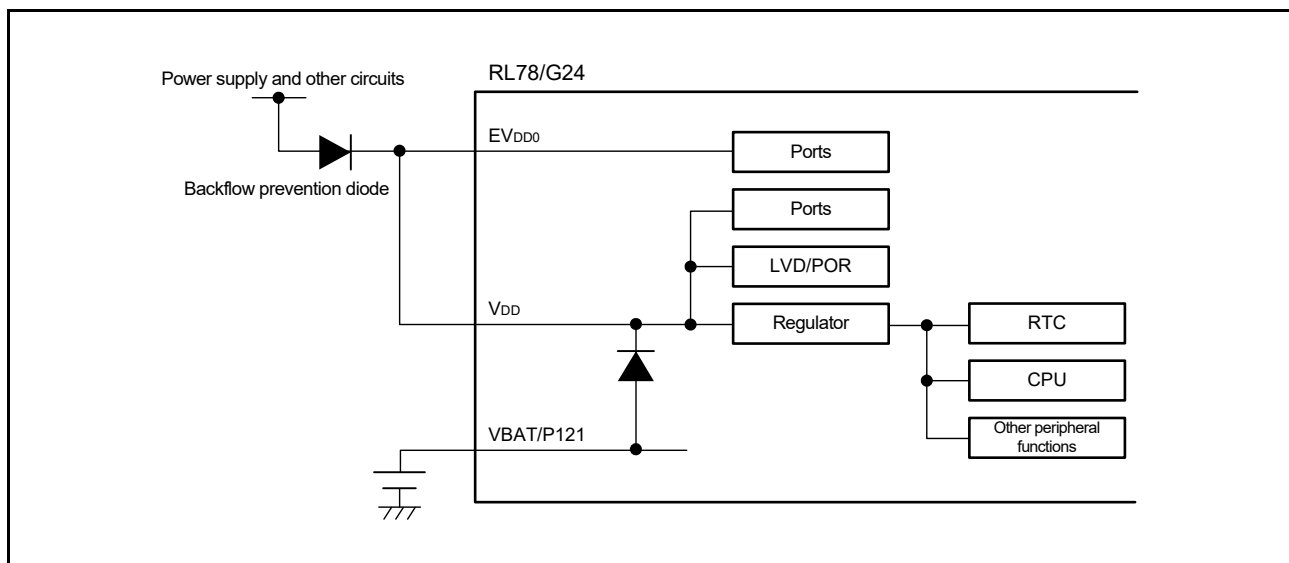 Power supply and other circuits
RL78/G24
EVDD0
Ports
Backflow prevention diode
Ports
LVD/POR
VDD
Regulator
RTC
CPU
VBAT/P121
Other peripheral
functions